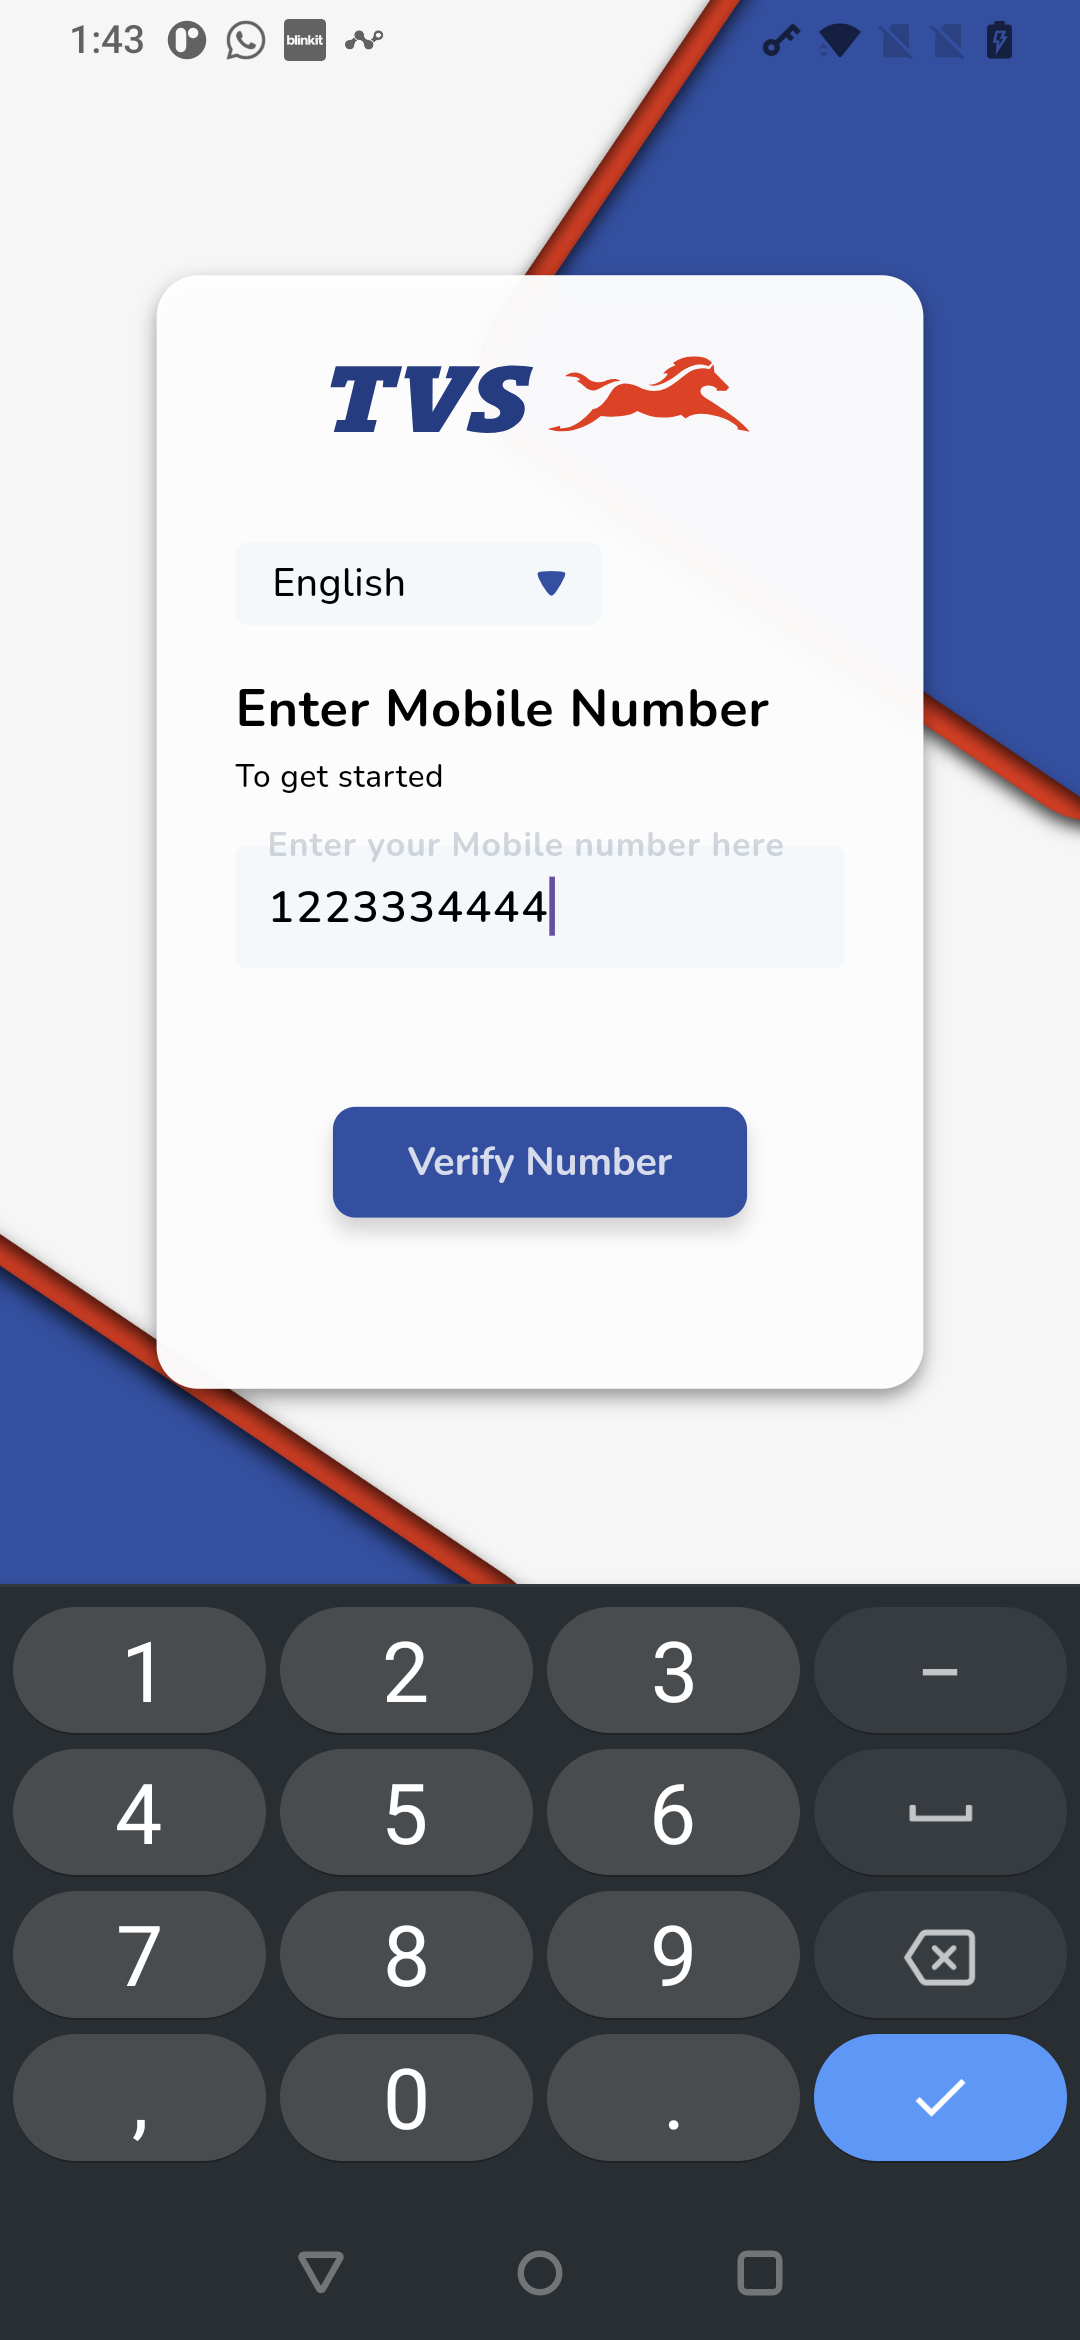 1:43
blinkit
TVS
English
Enter Mobile Number
To get started
Enter your Mobile number here
1223334444
Verify Number
1 2 3 –
4 5 6
7 8 9
, 0 .